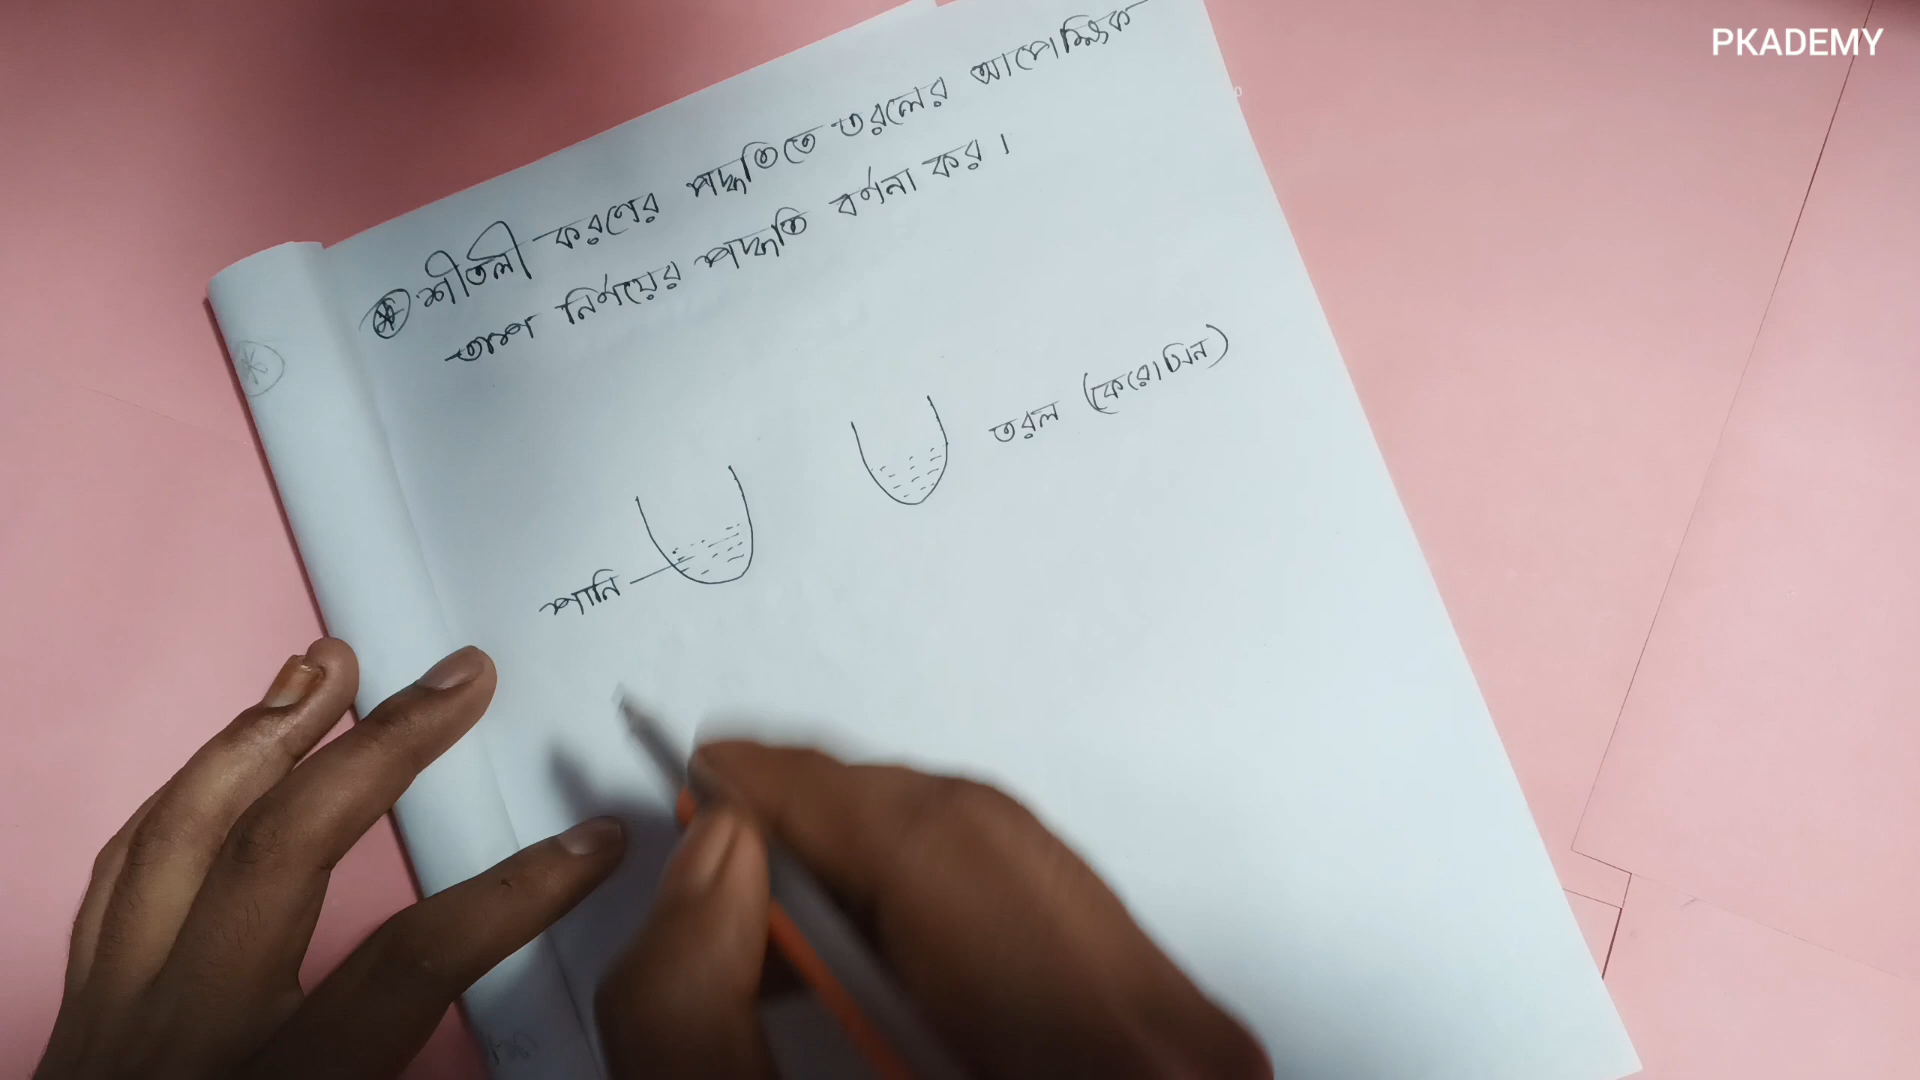 PKADEMY
শীতলী করণের পদ্ধতিতে তরলের আপেক্ষিক
তাপ নির্ণয়ের পদ্ধতি বর্ণনা কর।
তরল (কেরোসিন)
পানি